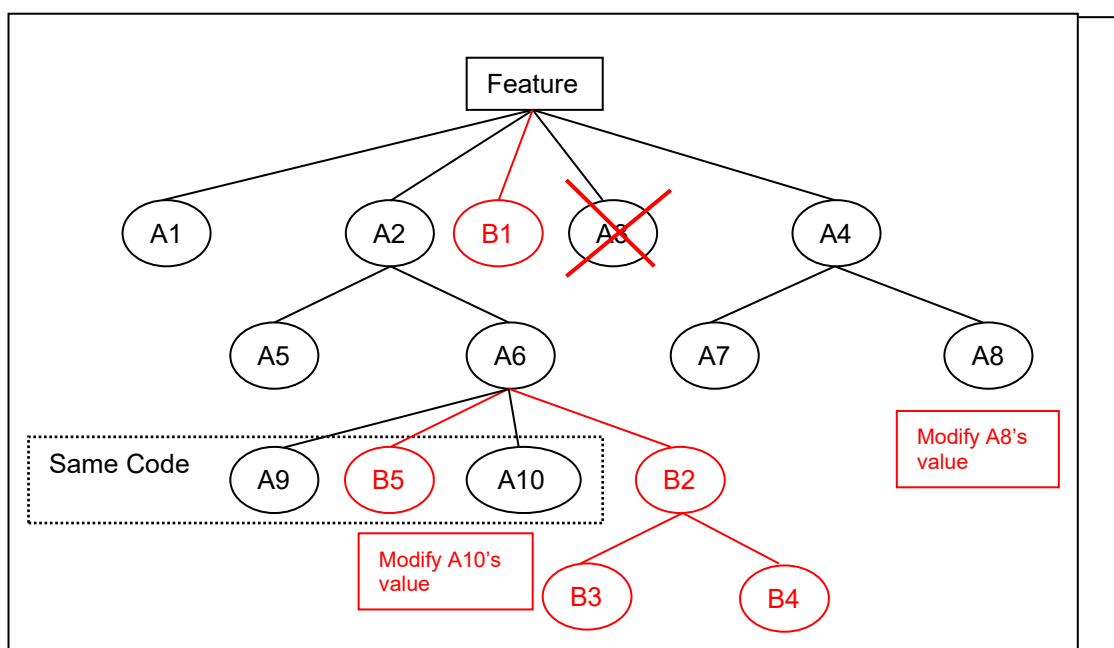 Feature
A1
A2
B1
A3
A4
A5
A6
A7
A8
Modify A8’s
value
Same Code
A9
B5
A10
B2
Modify A10’s
value
B3
B4